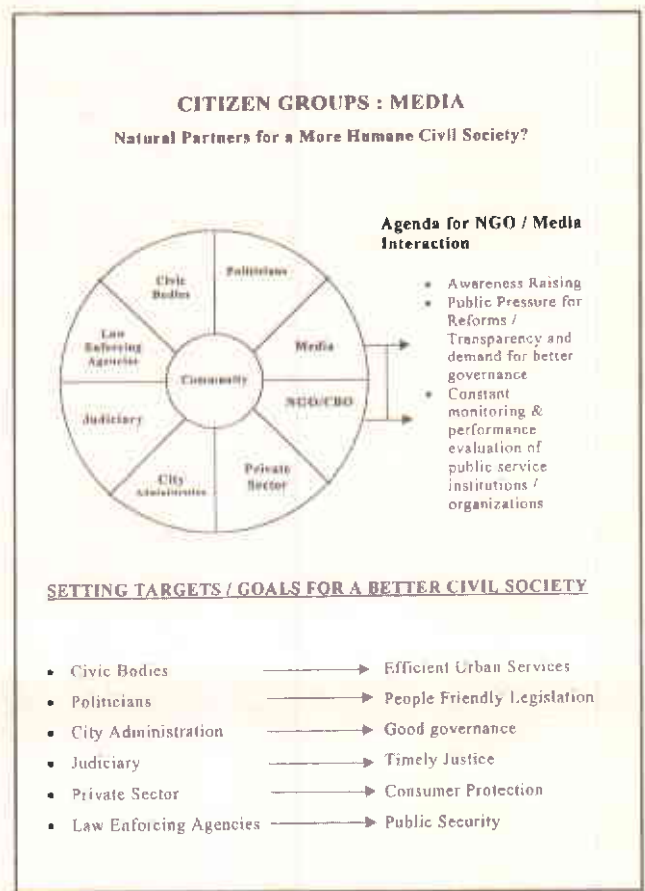 CITIZEN GROUPS : MEDIA
Natural Partners for a More Humane Civil Society?
Agenda for NGO / Media
Interaction
• Awareness Raising
• Public Pressure for
Reforms /
Transparency and
demand for better
governance
• Constant
monitoring &
performance
evaluation of
public service
institutions /
organizations
Civic
Bodies
Politicians
Law
Enforcing
Agencies
Media
Community
Judiciary
NGO/CBO
City
Administration
Private
Sector
SETTING TARGETS / GOALS FOR A BETTER CIVIL SOCIETY
• Civic Bodies → Efficient Urban Services
• Politicians → People Friendly Legislation
• City Administration → Good governance
• Judiciary → Timely Justice
• Private Sector → Consumer Protection
• Law Enforcing Agencies → Public Security